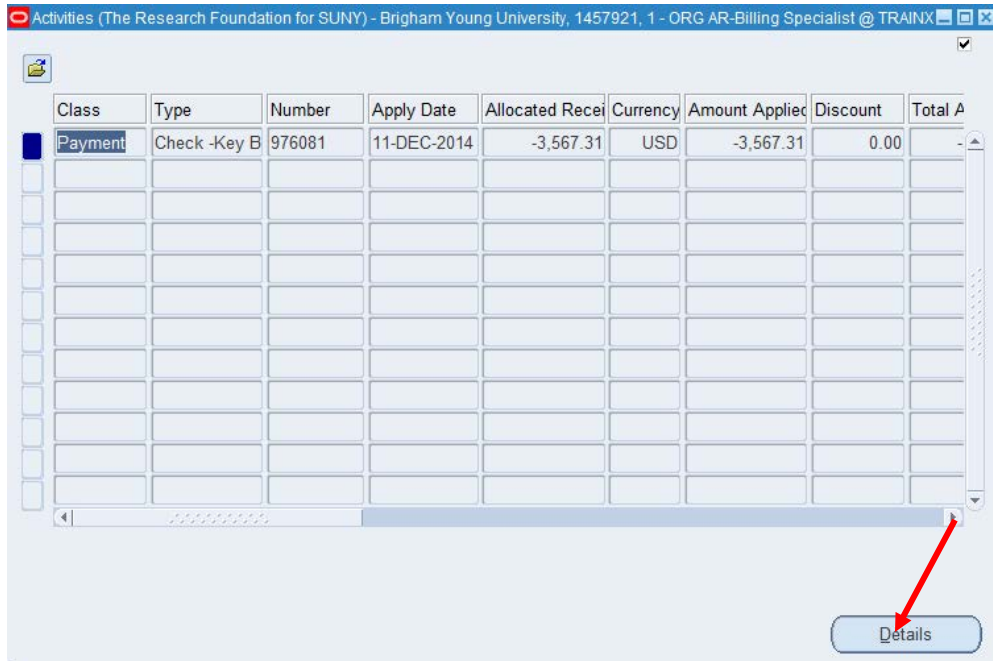 Activities (The Research Foundation for SUNY) - Brigham Young University, 1457921, 1 - ORG AR-Billing Specialist @ TRAINX
Class Type Number Apply Date Allocated Recei Currency Amount Applied Discount Total A
Payment Check -Key B 976081 11-DEC-2014 -3,567.31 USD -3,567.31 0.00 -
Details